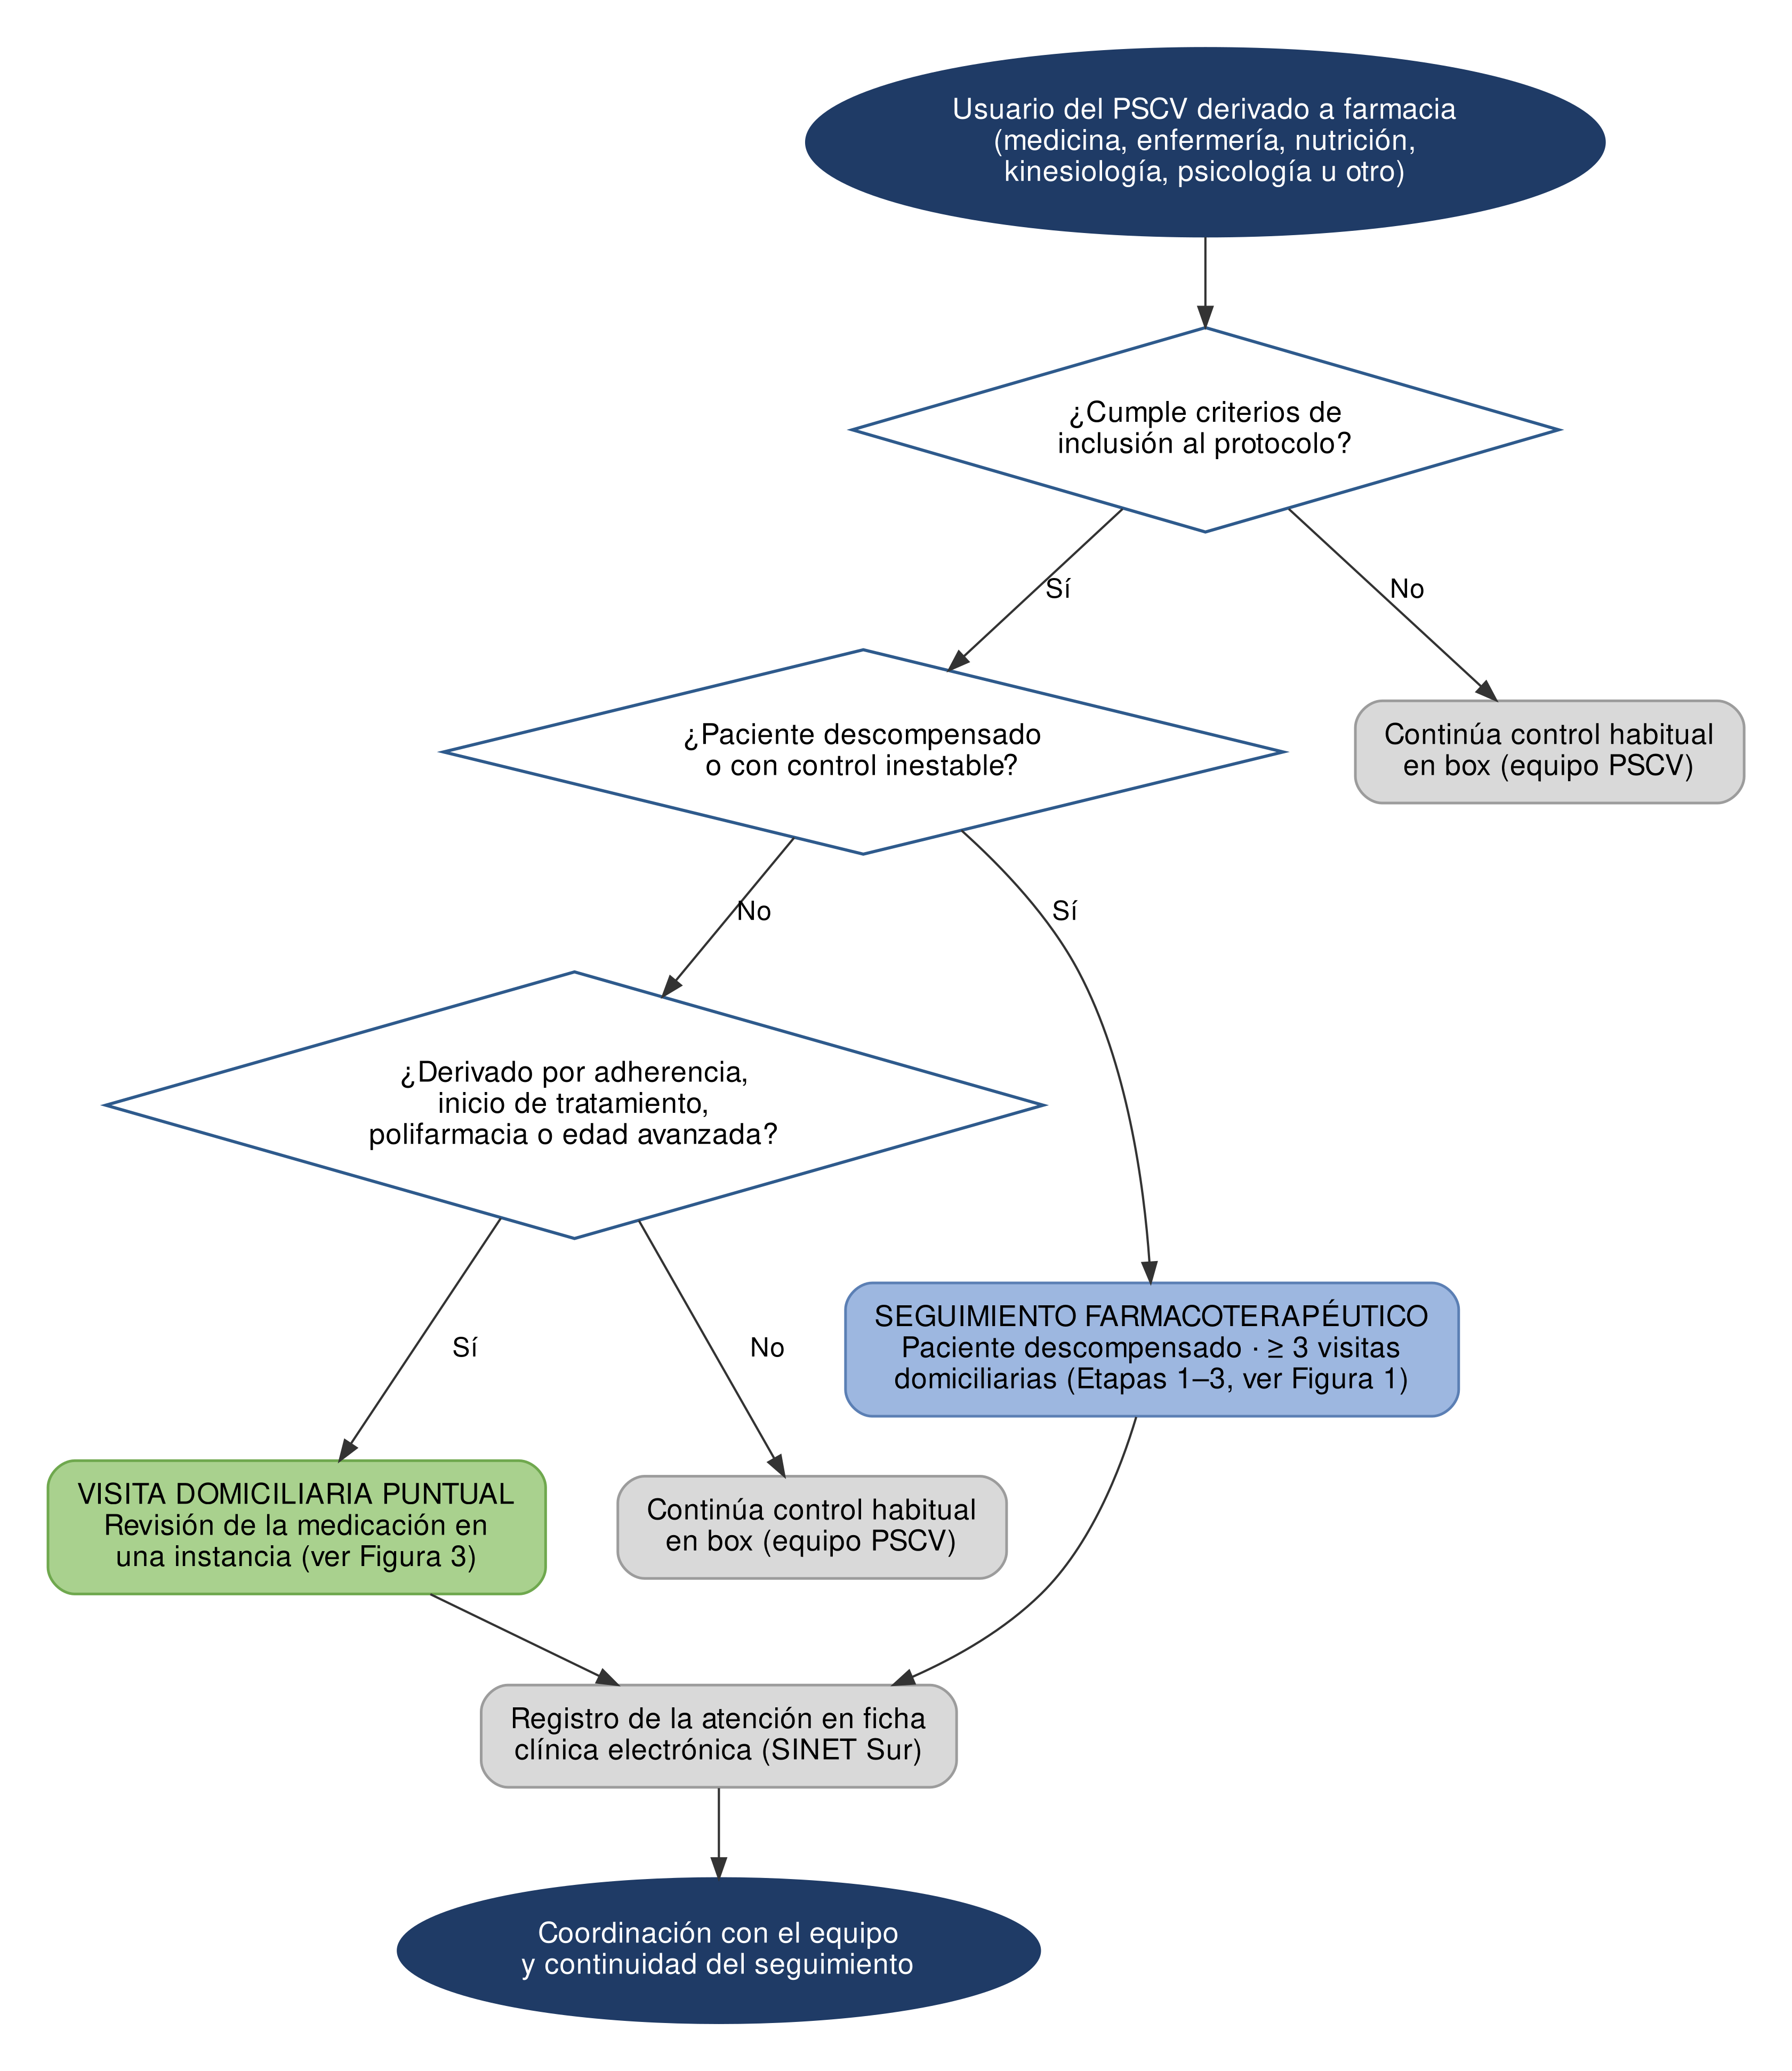 Usuario del PSCV derivado a farmacia
(medicina, enfermería, nutrición,
kinesiología, psicología u otro)
¿Cumple criterios de
inclusión al protocolo?
Sí
No
¿Paciente descompensado
o con control inestable?
Continúa control habitual
en box (equipo PSCV)
No
Sí
¿Derivado por adherencia,
inicio de tratamiento,
polifarmacia o edad avanzada?
Sí
No
SEGUIMIENTO FARMACOTERAPÉUTICO
Paciente descompensado · ≥ 3 visitas
domiciliarias (Etapas 1–3, ver Figura 1)
VISITA DOMICILIARIA PUNTUAL
Revisión de la medicación en
una instancia (ver Figura 3)
Continúa control habitual
en box (equipo PSCV)
Registro de la atención en ficha
clínica electrónica (SINET Sur)
Coordinación con el equipo
y continuidad del seguimiento